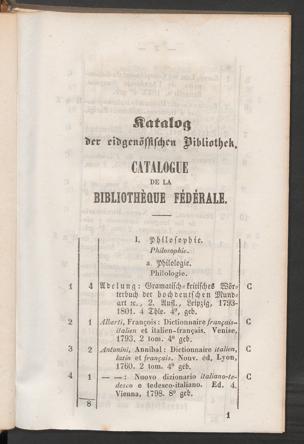 Katalog
der eidgenössischen Bibliothek.
CATALOGUE
DE LA
BIBLIOTHÈQUE FÉDÉRALE.
I. Philosophie.
Philosophie.
a. Philologie.
Philologie.
1 4 Adelung: Gramatisch-kritisches Wör- C
terbuch der hochdeutschen Mund-
art ꝛc., 2. Aufl., Leipzig, 1793-
1801. 4 Thle. 4°, geb.
2 1 Alberti, François: Dictionnaire français- C
italien et italien-français. Venise,
1793, 2 tom. 4° geb.
3 2 Antonini, Annibal: Dictionnaire italien, C
latin et français. Nouv. éd, Lyon,
1760. 2 tom. 4° geb.
4 1 — —: Nuovo dizionario italiano-te- C
desco e tedesco-italiano. Ed. 4.
Vienna, 1798. 8° geb.
8
1